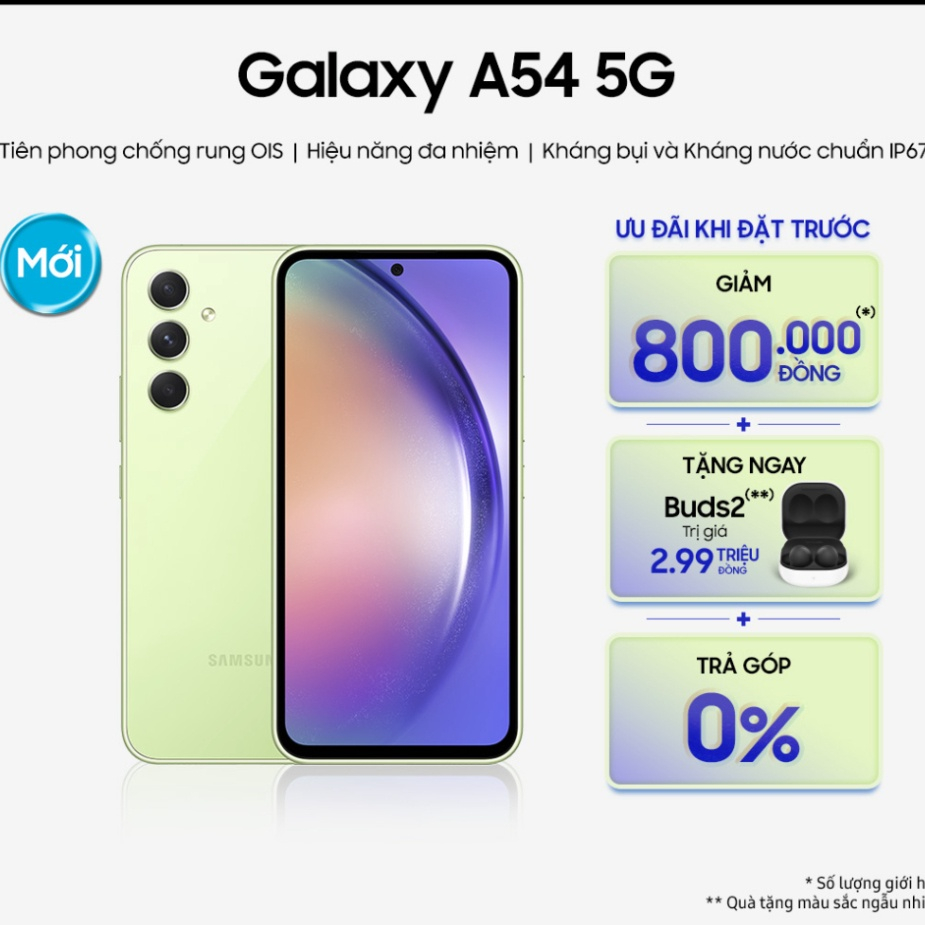 Galaxy A54 5G
Tiên phong chống rung OIS | Hiệu năng đa nhiệm | Kháng bụi và Kháng nước chuẩn IP67
Mới
SAMSUN
ƯU ĐÃI KHI ĐẶT TRƯỚC
GIẢM
800.000(*)
ĐỒNG
+
TẶNG NGAY
Buds2(**)
Trị giá
2.99 TRIỆU
ĐỒNG
+
TRẢ GÓP
0%
* Số lượng giới
** Quà tặng màu sắc ngẫu